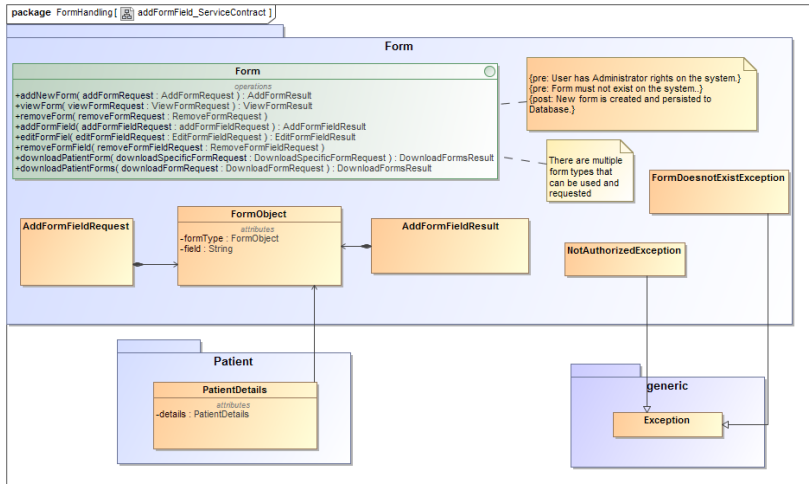 package FormHandling[ addFormField_ServiceContract ]
Form
Form
operations
+addNewForm( addFormRequest : AddFormRequest ) : AddFormResult
+viewForm( viewFormRequest : ViewFormRequest ) : ViewFormResult
+removeForm( removeFormRequest : RemoveFormRequest )
+addFormField( addFormFieldRequest : addFormFieldRequest ) : AddFormFieldResult
+editFormFiel( editFormFieldRequest : EditFormFieldRequest ) : EditFormFieldResult
+removeFormField( removeFormFieldRequest : RemoveFormFieldRequest )
+downloadPatientForm( downloadSpecificFormRequest : DownloadSpecificFormRequest ) : DownloadFormsResult
+downloadPatientForms( downloadFormRequest : DownloadFormRequest ) : DownloadFormsResult
{pre: User has Administrator rights on the system.}
{pre: Form must not exist on the system..}
{post: New form is created and persisted to
Database.}
There are multiple
form types that
can be used and
requested
FormDoesnotExistException
AddFormFieldRequest
FormObject
attributes
-formType : FormObject
-field : String
AddFormFieldResult
NotAuthorizedException
Patient
PatientDetails
attributes
-details : PatientDetails
generic
Exception